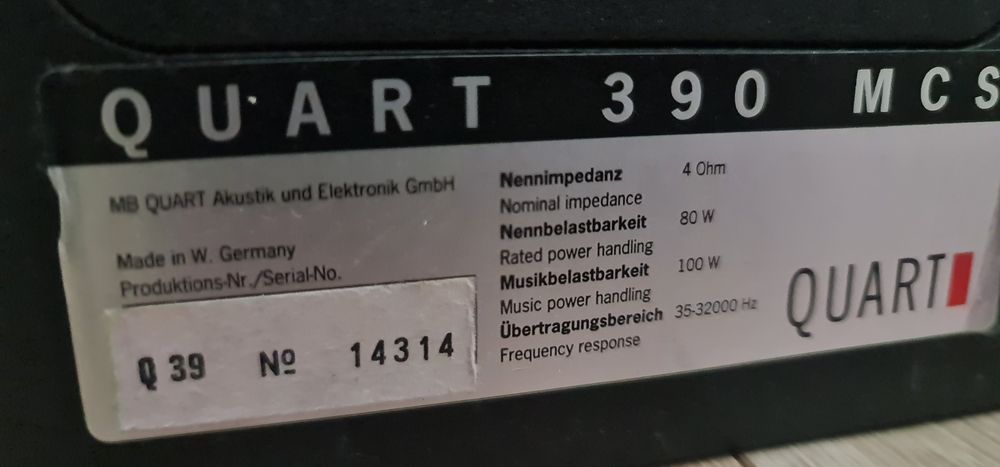 QUART 390 MCS
MB QUART Akustik und Elektronik GmbH
Made in W. Germany
Produktions-Nr./Serial-No.
Q 39 Nº 14314
Nennimpedanz 4 Ohm
Nominal impedance
Nennbelastbarkeit 80 W
Rated power handling
Musikbelastbarkeit 100 W
Music power handling
Übertragungsbereich 35-32000 Hz
Frequency response
QUART